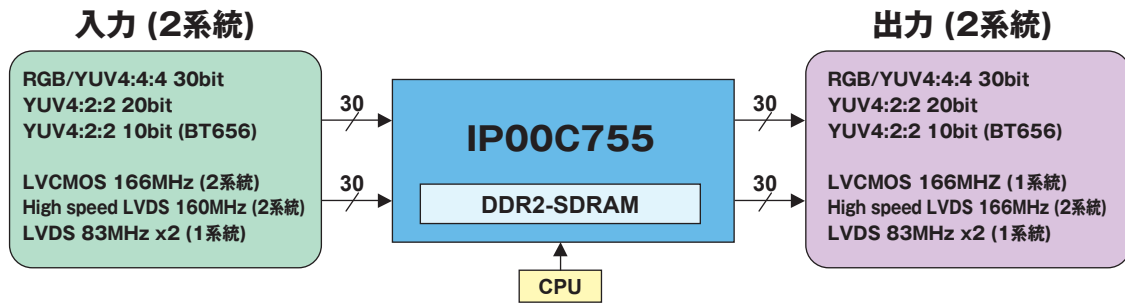 入力 (2系統)
RGB/YUV4:4:4 30bit
YUV4:2:2 20bit
YUV4:2:2 10bit (BT656)
LVCMOS 166MHz (2系統)
High speed LVDS 160MHz (2系統)
LVDS 83MHz x2 (1系統)
30
30
IP00C755
DDR2-SDRAM
CPU
30
30
出力 (2系統)
RGB/YUV4:4:4 30bit
YUV4:2:2 20bit
YUV4:2:2 10bit (BT656)
LVCMOS 166MHZ (1系統)
High speed LVDS 166MHz (2系統)
LVDS 83MHz x2 (1系統)